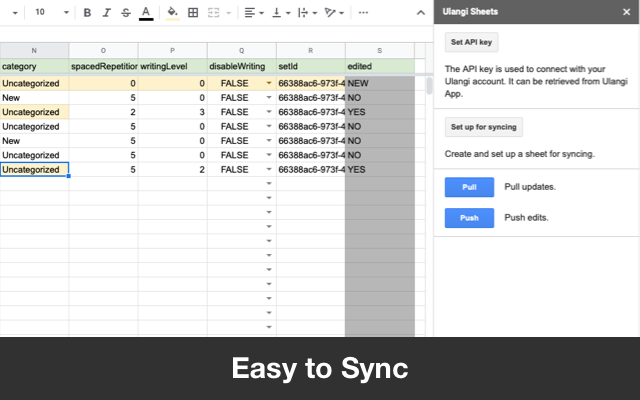 10 B I S A ...
Ulangi Sheets
N O P Q R S
category spacedRepetitior writingLevel disableWriting setId edited
Uncategorized 0 0 FALSE 66388ac6-973f-4 NEW
New 5 0 FALSE 66388ac6-973f-4 NO
Uncategorized 2 3 FALSE 66388ac6-973f-4 YES
Uncategorized 5 0 FALSE 66388ac6-973f-4 NO
New 5 0 FALSE 66388ac6-973f-4 NO
Uncategorized 5 0 FALSE 66388ac6-973f-4 NO
Uncategorized 5 2 FALSE 66388ac6-973f-4 YES
Set API key
The API key is used to connect with your
Ulangi account. It can be retrieved from Ulangi
App.
Set up for syncing
Create and set up a sheet for syncing.
Pull Pull updates.
Push Push edits.
Easy to Sync